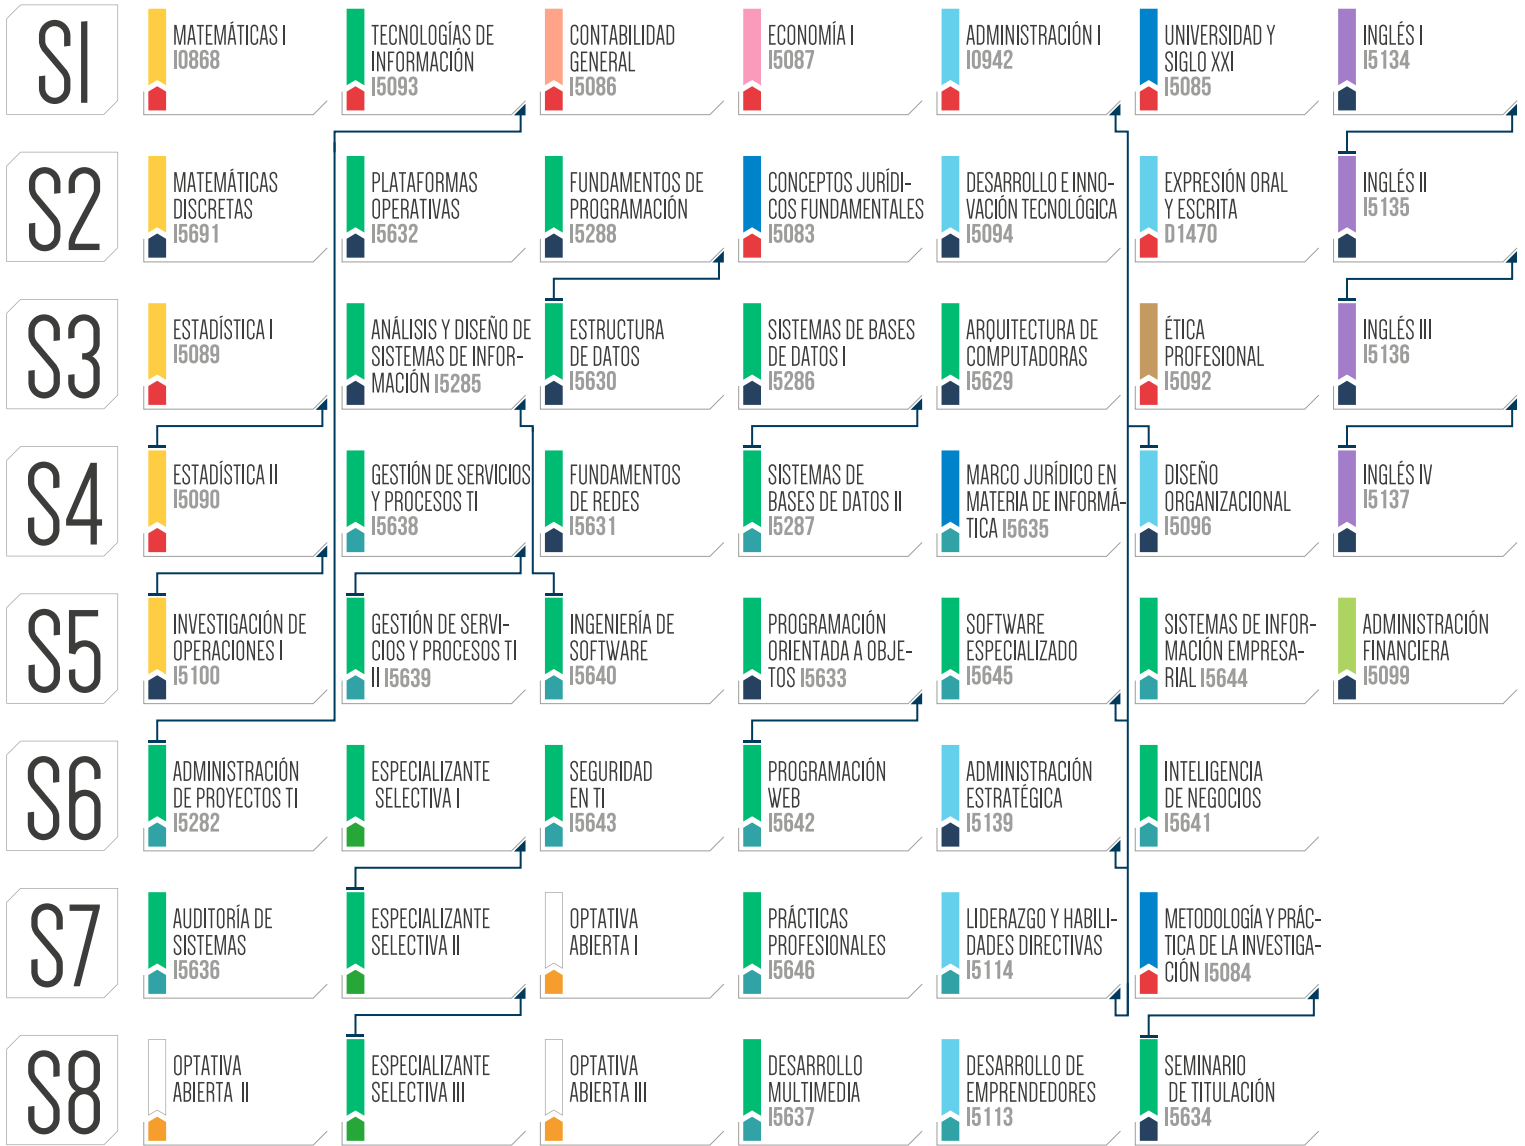 S1
MATEMÁTICAS I
I0868
TECNOLOGÍAS DE
INFORMACIÓN
I5093
CONTABILIDAD
GENERAL
I5086
ECONOMÍA I
I5087
ADMINISTRACIÓN I
I0942
UNIVERSIDAD Y
SIGLO XXI
I5085
INGLÉS I
I5134
S2
MATEMÁTICAS
DISCRETAS
I5691
PLATAFORMAS
OPERATIVAS
I5632
FUNDAMENTOS DE
PROGRAMACIÓN
I5288
CONCEPTOS JURÍDI-
COS FUNDAMENTALES
I5083
DESARROLLO E INNO-
VACIÓN TECNOLÓGICA
I5094
EXPRESIÓN ORAL
Y ESCRITA
D1470
INGLÉS II
I5135
S3
ESTADÍSTICA I
I5089
ANÁLISIS Y DISEÑO DE
SISTEMAS DE INFOR-
MACIÓN I5285
ESTRUCTURA
DE DATOS
I5630
SISTEMAS DE BASES
DE DATOS I
I5286
ARQUITECTURA DE
COMPUTADORAS
I5629
ÉTICA
PROFESIONAL
I5092
INGLÉS III
I5136
S4
ESTADÍSTICA II
I5090
GESTIÓN DE SERVICIOS
Y PROCESOS TI
I5638
FUNDAMENTOS
DE REDES
I5631
SISTEMAS DE
BASES DE DATOS II
I5287
MARCO JURÍDICO EN
MATERIA DE INFORMÁ-
TICA I5635
DISEÑO
ORGANIZACIONAL
I5096
INGLÉS IV
I5137
S5
INVESTIGACIÓN DE
OPERACIONES I
I5100
GESTIÓN DE SERVI-
CIOS Y PROCESOS TI
II I5639
INGENIERÍA DE
SOFTWARE
I5640
PROGRAMACIÓN
ORIENTADA A OBJE-
TOS I5633
SOFTWARE
ESPECIALIZADO
I5645
SISTEMAS DE INFOR-
MACIÓN EMPRESA-
RIAL I5644
ADMINISTRACIÓN
FINANCIERA
I5099
S6
ADMINISTRACIÓN
DE PROYECTOS TI
I5282
ESPECIALIZANTE
SELECTIVA I
SEGURIDAD
EN TI
I5643
PROGRAMACIÓN
WEB
I5642
ADMINISTRACIÓN
ESTRATÉGICA
I5139
INTELIGENCIA
DE NEGOCIOS
I5641
S7
AUDITORÍA DE
SISTEMAS
I5636
ESPECIALIZANTE
SELECTIVA II
OPTATIVA
ABIERTA I
PRÁCTICAS
PROFESIONALES
I5646
LIDERAZGO Y HABILI-
DADES DIRECTIVAS
I5114
METODOLOGÍA Y PRÁC-
TICA DE LA INVESTIGA-
CIÓN I5084
S8
OPTATIVA
ABIERTA II
ESPECIALIZANTE
SELECTIVA III
OPTATIVA
ABIERTA III
DESARROLLO
MULTIMEDIA
I5637
DESARROLLO DE
EMPRENDEDORES
I5113
SEMINARIO
DE TITULACIÓN
I5634